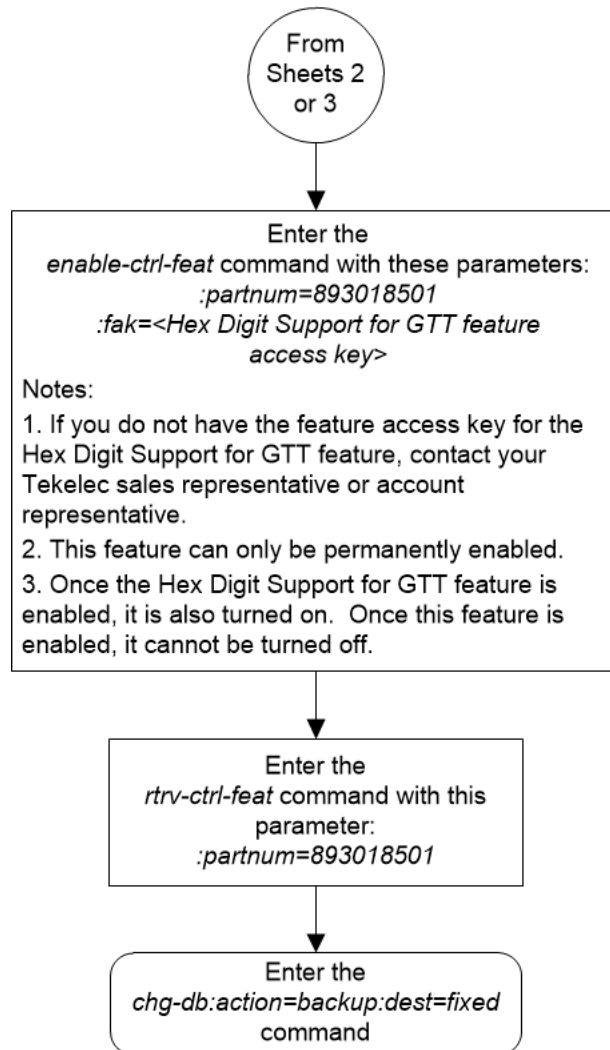 From
Sheets 2
or 3
Enter the
enable-ctrl-feat command with these parameters:
:partnum=893018501
:fak=<Hex Digit Support for GTT feature
access key>
Notes:
1. If you do not have the feature access key for the
Hex Digit Support for GTT feature, contact your
Tekelec sales representative or account
representative.
2. This feature can only be permanently enabled.
3. Once the Hex Digit Support for GTT feature is
enabled, it is also turned on.  Once this feature is
enabled, it cannot be turned off.
Enter the
rtrv-ctrl-feat command with this
parameter:
:partnum=893018501
Enter the
chg-db:action=backup:dest=fixed
command